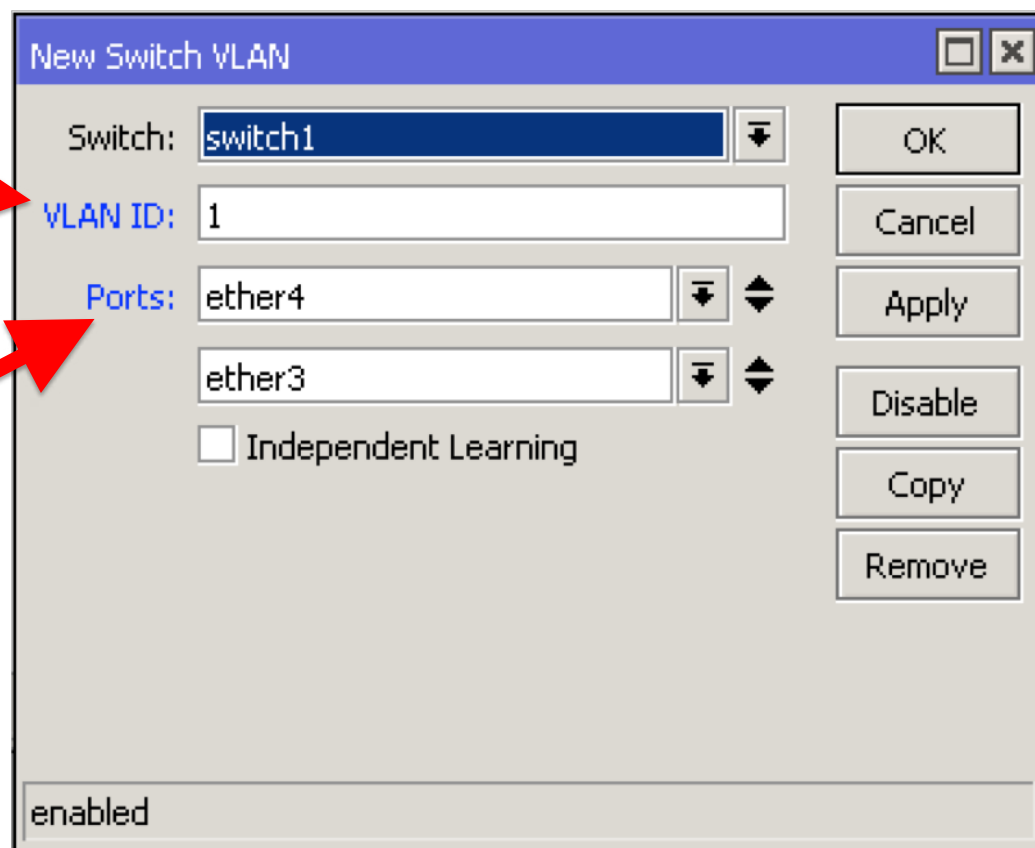 New Switch VLAN
Switch: switch1
OK
VLAN ID: 1
Cancel
Ports: ether4
Apply
ether3
Disable
Independent Learning
Copy
Remove
enabled